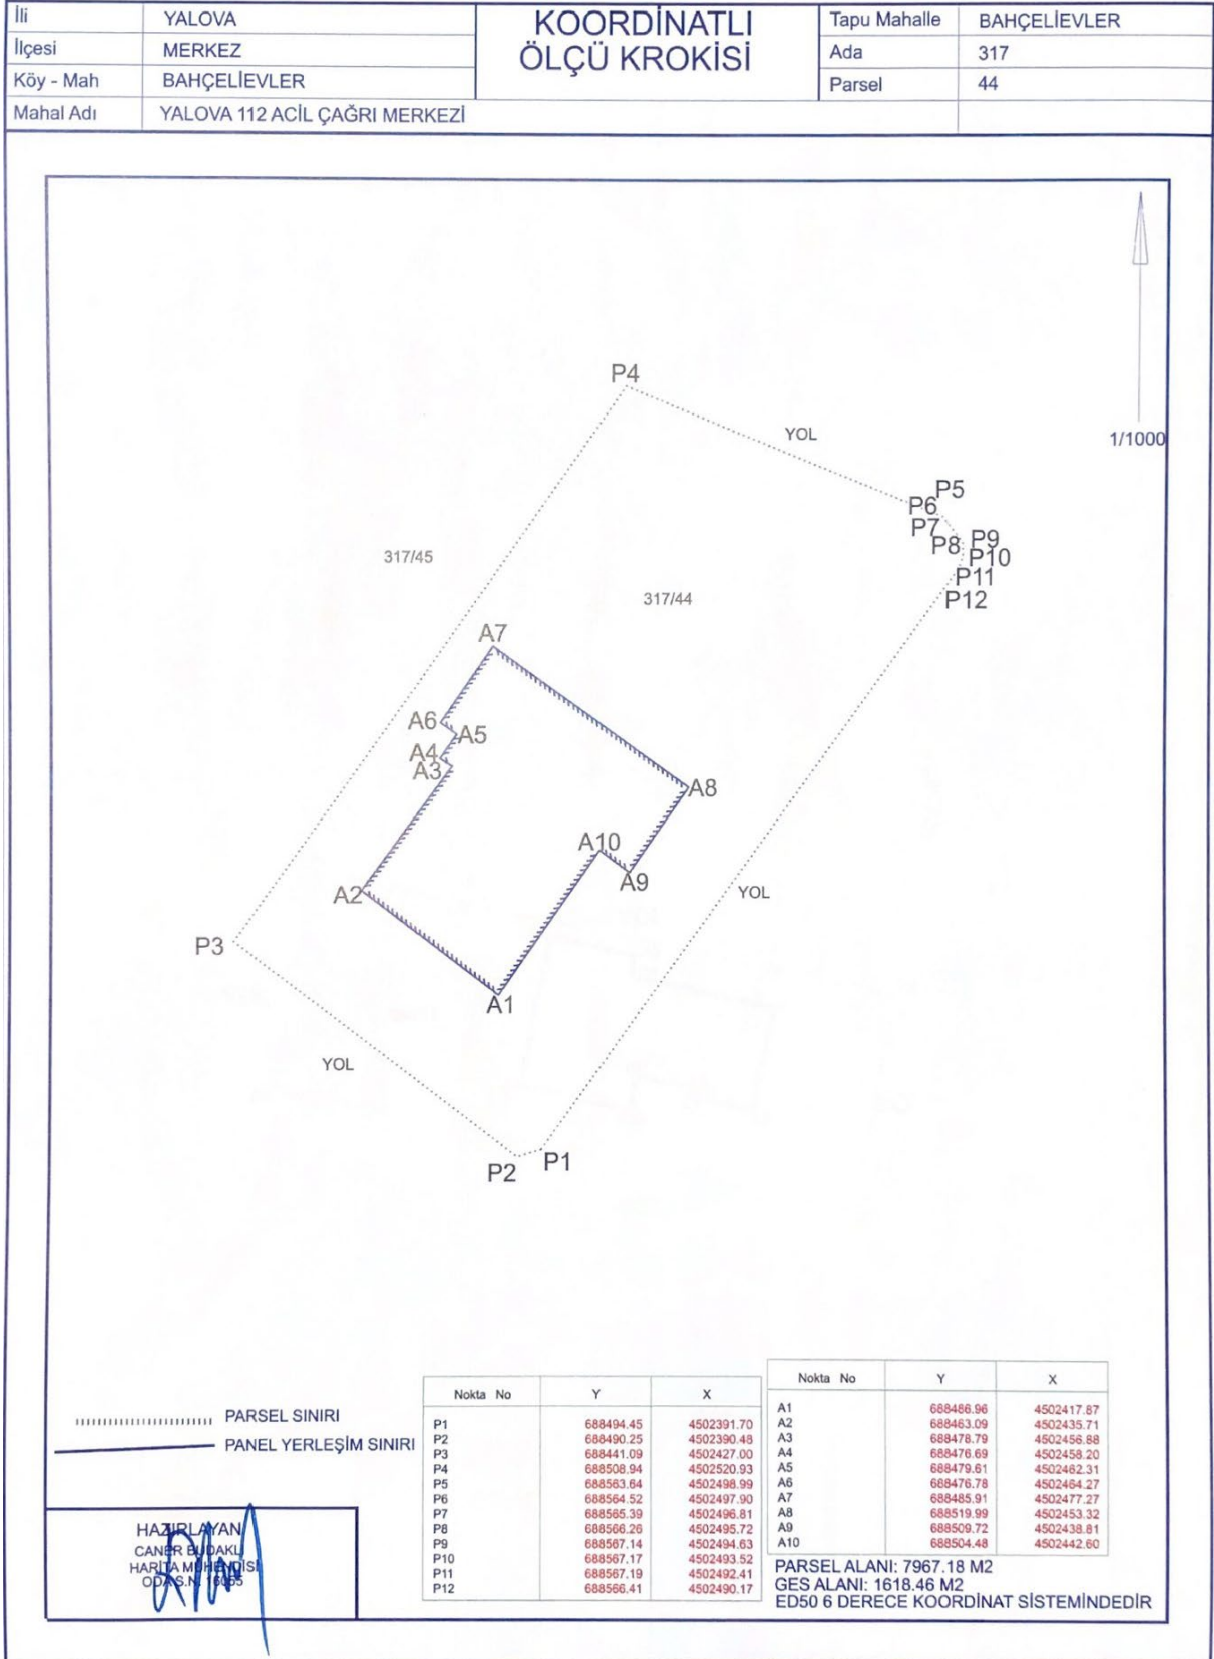 İli YALOVA
İlçesi MERKEZ
Köy - Mah BAHÇELİEVLER
Mahal Adı YALOVA 112 ACİL ÇAĞRI MERKEZİ
KOORDİNATLI
ÖLÇÜ KROKİSİ
Tapu Mahalle BAHÇELİEVLER
Ada 317
Parsel 44
1/1000
P4
YOL
P5
P6
P7
P8
P9
P10
P11
P12
317/45
317/44
A7
A6
A5
A4
A3
A8
A10
A9
A2
YOL
P3
A1
YOL
P1
P2
PARSEL SINIRI
PANEL YERLEŞİM SINIRI
Nokta No Y X
P1 688494.45 4502391.70
P2 688490.25 4502390.48
P3 688441.09 4502427.00
P4 688508.94 4502520.93
P5 688563.64 4502498.99
P6 688564.52 4502497.90
P7 688565.39 4502496.81
P8 688566.26 4502495.72
P9 688567.14 4502494.63
P10 688567.17 4502493.52
P11 688567.19 4502492.41
P12 688566.41 4502490.17
Nokta No Y X
A1 688486.96 4502417.87
A2 688463.09 4502435.71
A3 688478.79 4502456.88
A4 688476.69 4502458.20
A5 688479.61 4502462.31
A6 688476.78 4502464.27
A7 688485.91 4502477.27
A8 688519.99 4502453.32
A9 688509.72 4502438.81
A10 688504.48 4502442.60
PARSEL ALANI: 7967.18 M2
GES ALANI: 1618.46 M2
ED50 6 DERECE KOORDİNAT SİSTEMİNDEDİR
HAZIRLAYAN
CANER BUDAKLI
HARİTA MÜHENDİSİ
ODA S.N. 16055